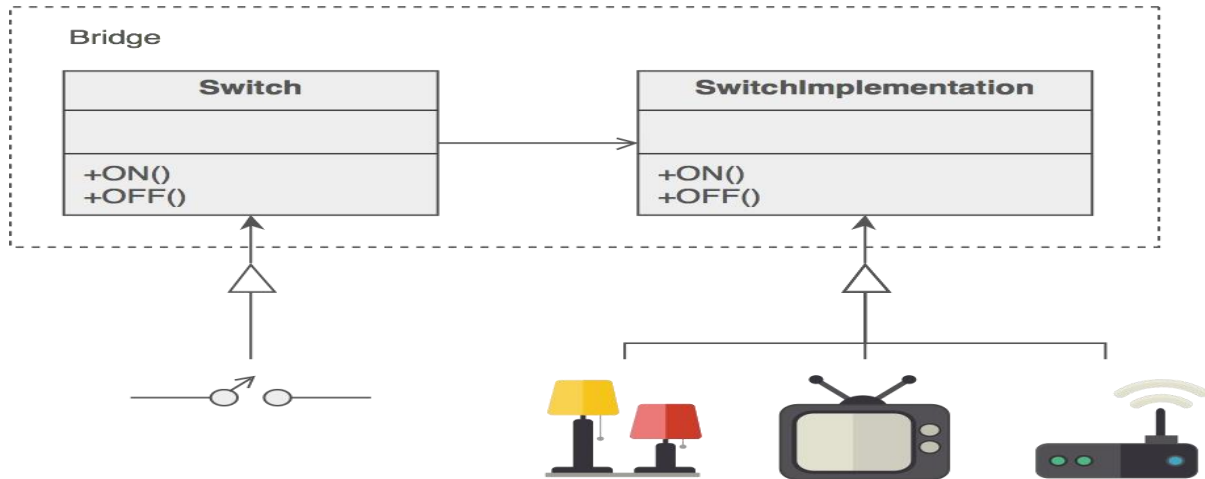 Bridge
Switch
+ON()
+OFF()
SwitchImplementation
+ON()
+OFF()